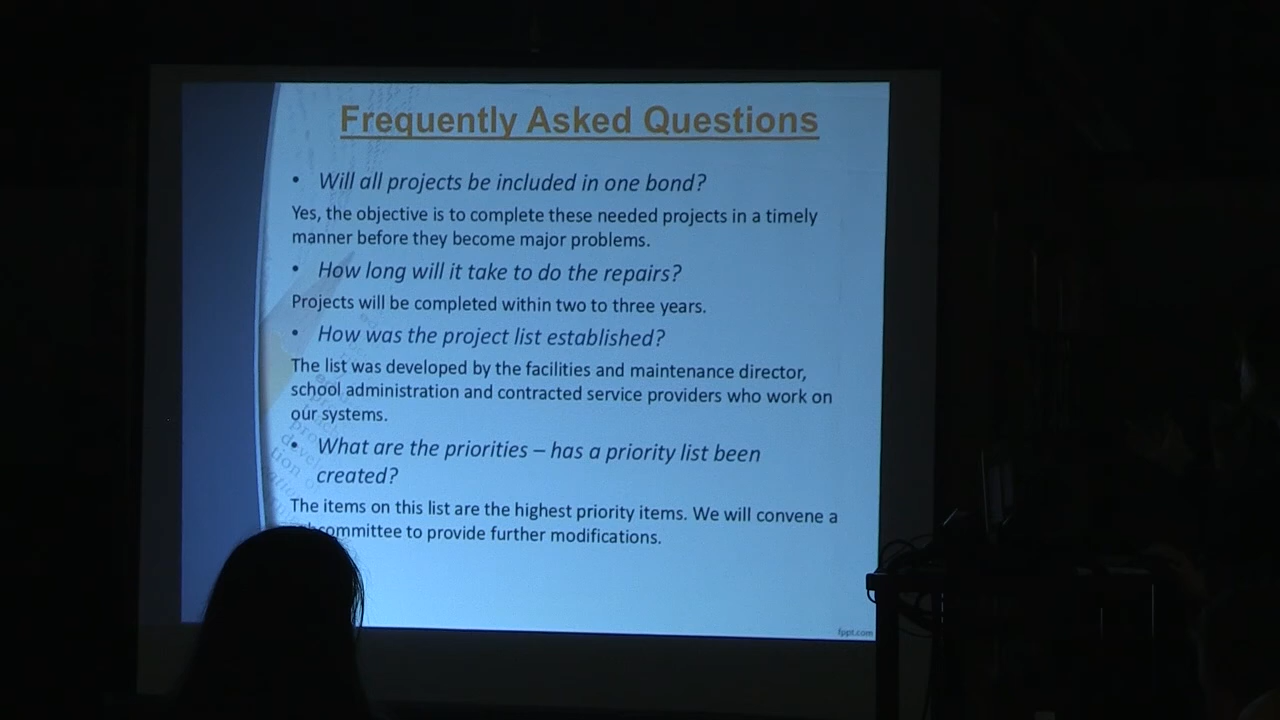 Frequently Asked Questions
• Will all projects be included in one bond?
Yes, the objective is to complete these needed projects in a timely
manner before they become major problems.
• How long will it take to do the repairs?
Projects will be completed within two to three years.
• How was the project list established?
The list was developed by the facilities and maintenance director,
school administration and contracted service providers who work on
our systems.
• What are the priorities – has a priority list been
created?
The items on this list are the highest priority items. We will convene a
to provide further modifications.
fppt.com